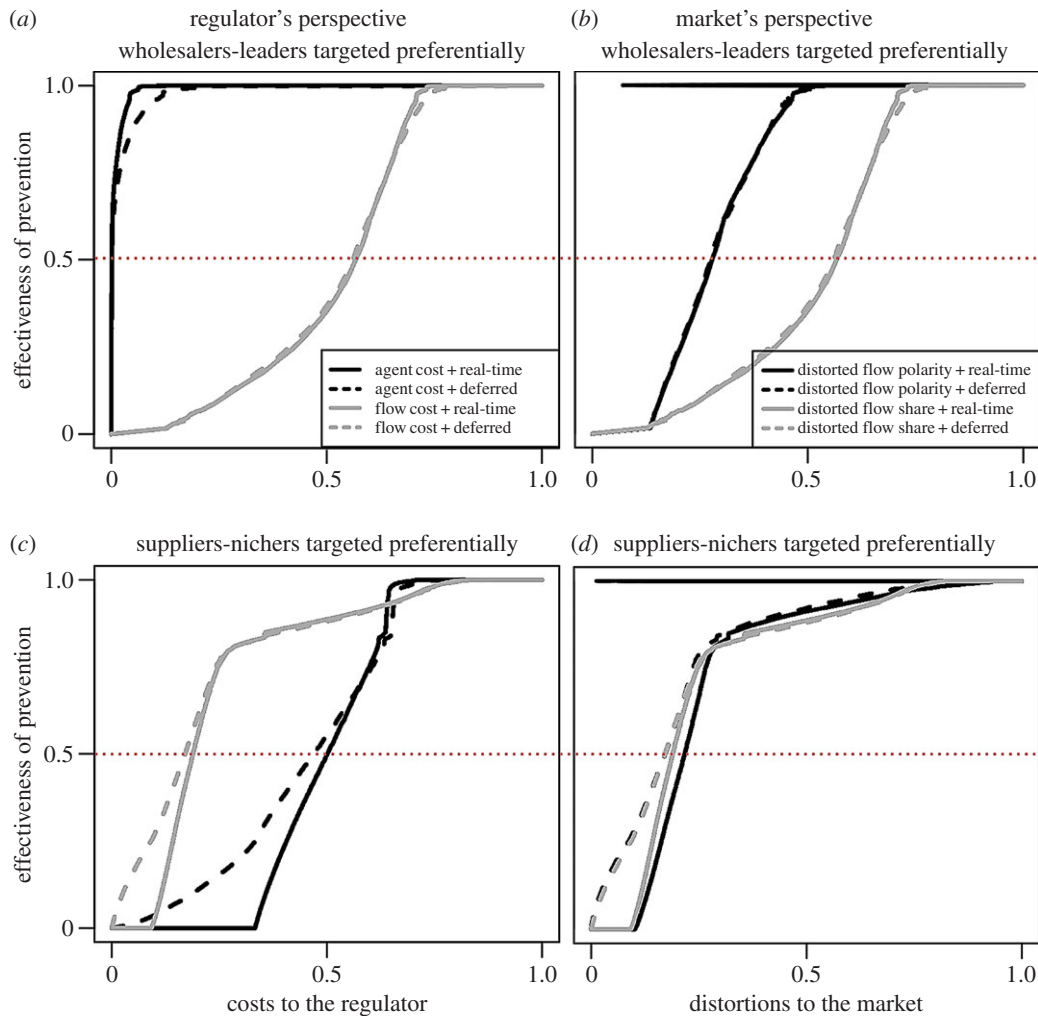 (a) regulator's perspective
wholesalers-leaders targeted preferentially
(b) market's perspective
wholesalers-leaders targeted preferentially
effectiveness of prevention
1.0
0.5
0
agent cost + real-time
agent cost + deferred
flow cost + real-time
flow cost + deferred
0 0.5 1.0
distorted flow polarity + real-time
distorted flow polarity + deferred
distorted flow share + real-time
distorted flow share + deferred
0 0.5 1.0
(c) suppliers-nichers targeted preferentially
(d) suppliers-nichers targeted preferentially
effectiveness of prevention
1.0
0.5
0
0 0.5 1.0
costs to the regulator
0 0.5 1.0
distortions to the market